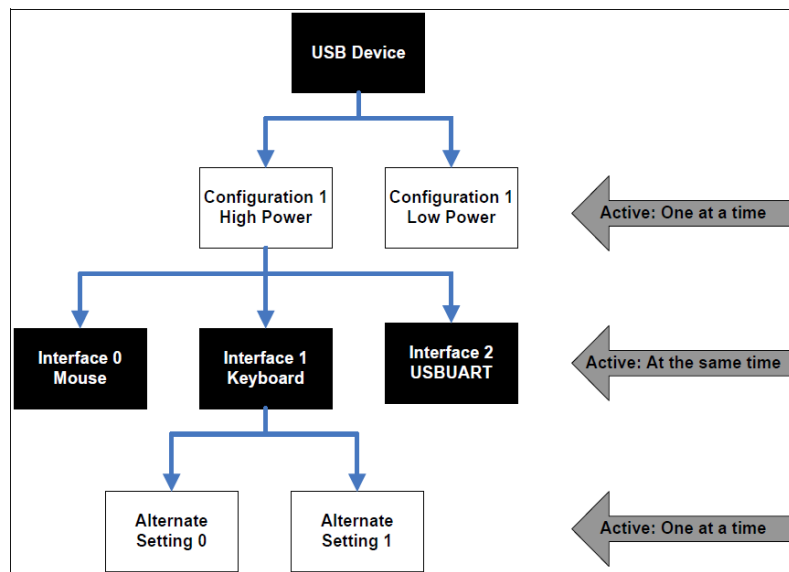 USB Device
Configuration 1
High Power
Configuration 1
Low Power
Active: One at a time
Interface 0
Mouse
Interface 1
Keyboard
Interface 2
USBUART
Active: At the same time
Alternate
Setting 0
Alternate
Setting 1
Active: One at a time